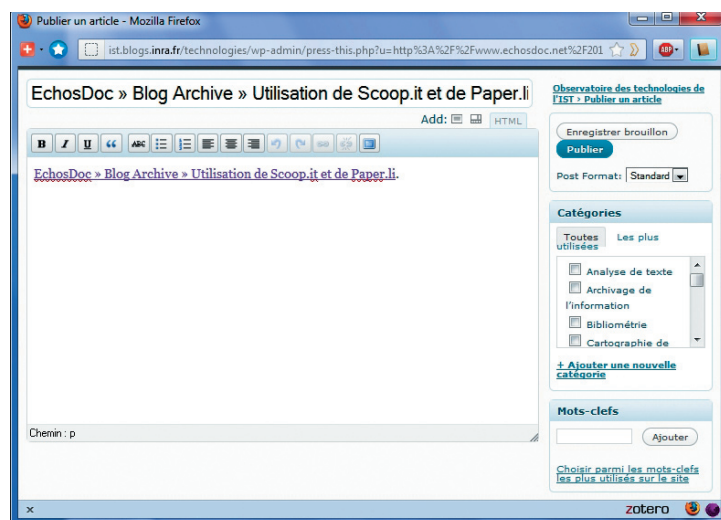 Publier un article - Mozilla Firefox
ist.blogs.inra.fr/technologies/wp-admin/press-this.php?u=http%3A%2F%2Fwww.echosdoc.net%2F201
ABP
EchosDoc » Blog Archive » Utilisation de Scoop.it et de Paper.li
Add:
HTML
B I U “ ABC
EchosDoc » Blog Archive » Utilisation de Scoop.it et de Paper.li.
Chemin : p
Observatoire des technologies de
l'IST › Publier un article
Enregistrer brouillon
Publier
Post Format: Standard
Catégories
Toutes Les plus
utilisées
Analyse de texte
Archivage de
l'information
Bibliométrie
Cartographie de
+ Ajouter une nouvelle
catégorie
Mots-clefs
Ajouter
Choisir parmi les mots-clefs
les plus utilisés sur le site
x
zotero